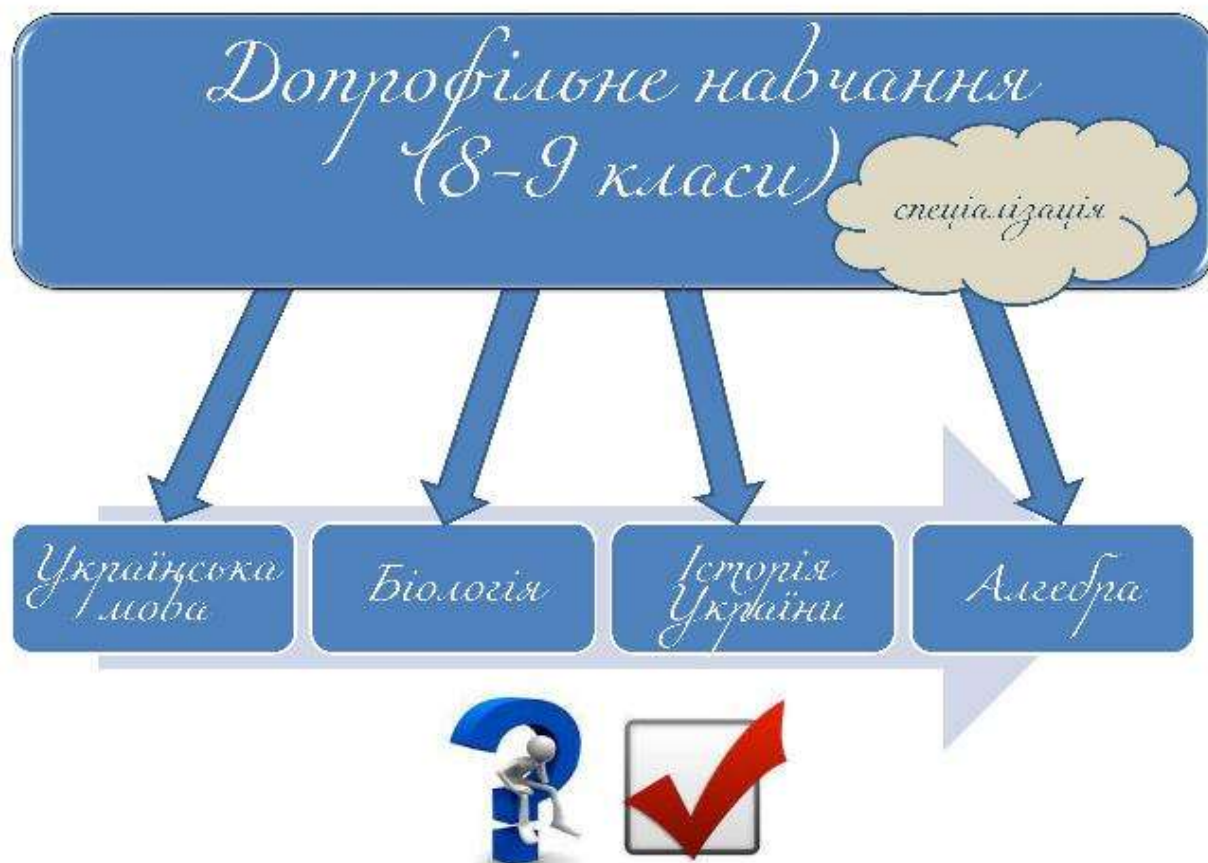 Допрофільне навчання
(8-9 класи)
спеціалізація
Українська
мова
Біологія
Історія
України
Алгебра